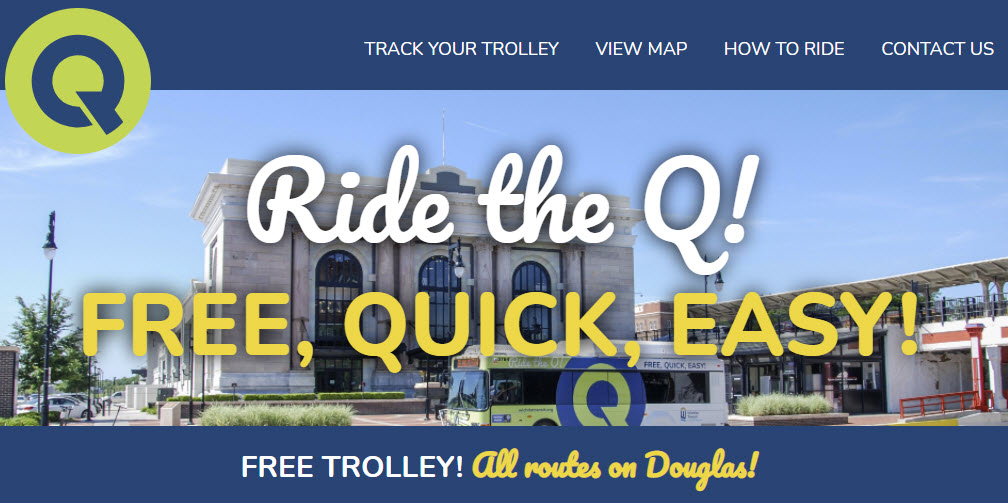 Q
TRACK YOUR TROLLEY VIEW MAP HOW TO RIDE CONTACT US
Ride the Q!
FREE, QUICK, EASY!
FREE, QUICK, EASY!
Q
FREE TROLLEY! All routes on Douglas!